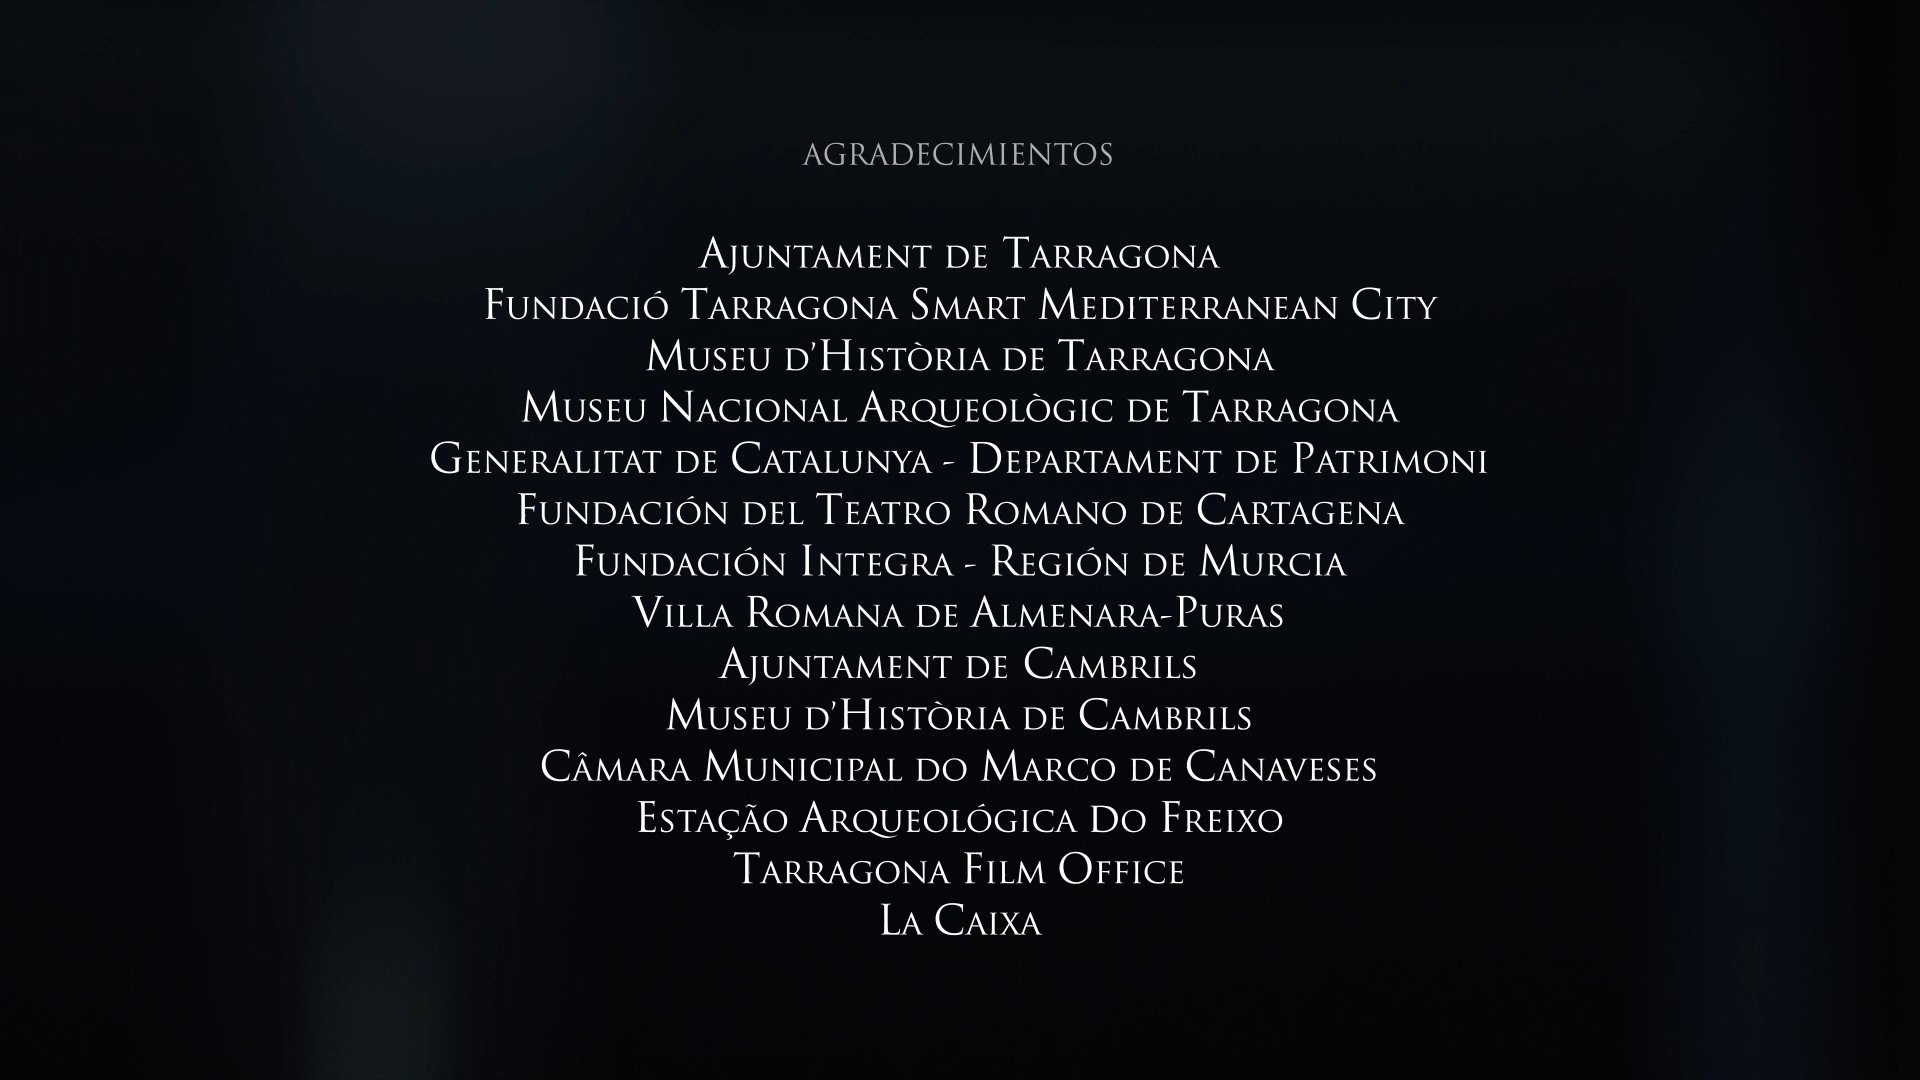 AGRADECIMIENTOS
Ajuntament de Tarragona
Fundació Tarragona Smart Mediterranean City
Museu d’Història de Tarragona
Museu Nacional Arqueològic de Tarragona
Generalitat de Catalunya - Departament de Patrimoni
Fundación del Teatro Romano de Cartagena
Fundación Integra - Región de Murcia
Villa Romana de Almenara-Puras
Ajuntament de Cambrils
Museu d’Història de Cambrils
Câmara Municipal do Marco de Canaveses
Estação Arqueológica Do Freixo
Tarragona Film Office
La Caixa